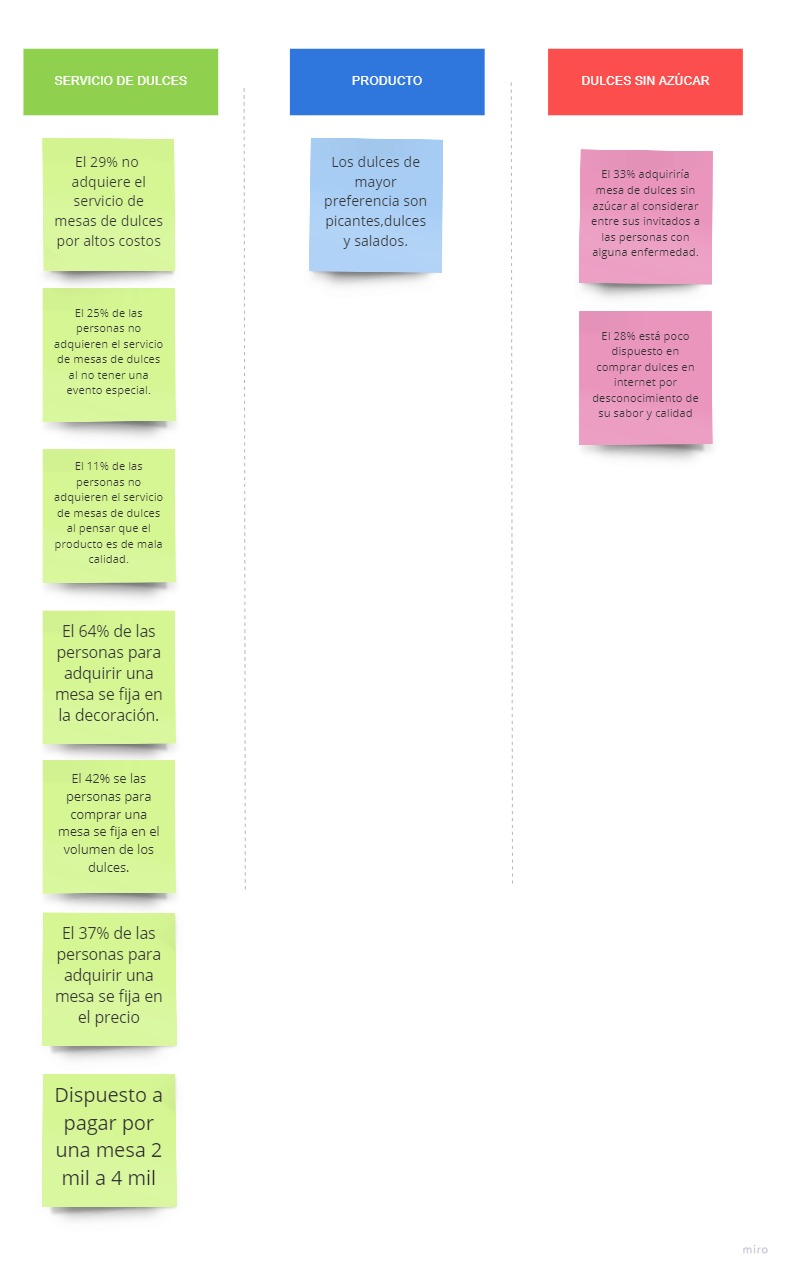 SERVICIO DE DULCES
El 29% no
adquiere el
servicio de
mesas de dulces
por altos costos
El 25% de las
personas no
adquieren el servicio
de mesas de dulces
al no tener una
evento especial.
El 11% de las
personas no
adquieren el servicio
de mesas de dulces
al pensar que el
producto es de mala
calidad.
El 64% de las
personas para
adquirir una
mesa se fija en
la decoración.
El 42% se las
personas para
comprar una
mesa se fija en el
volumen de los
dulces.
El 37% de las
personas para
adquirir una
mesa se fija en
el precio
Dispuesto a
pagar por
una mesa 2
mil a 4 mil
PRODUCTO
Los dulces de
mayor
preferencia son
picantes,dulces
y salados.
DULCES SIN AZÚCAR
El 33% adquiriría
mesa de dulces sin
azúcar al considerar
entre sus invitados a
las personas con
alguna enfermedad.
El 28% está poco
dispuesto en
comprar dulces en
internet por
desconocimiento de
su sabor y calidad
miro